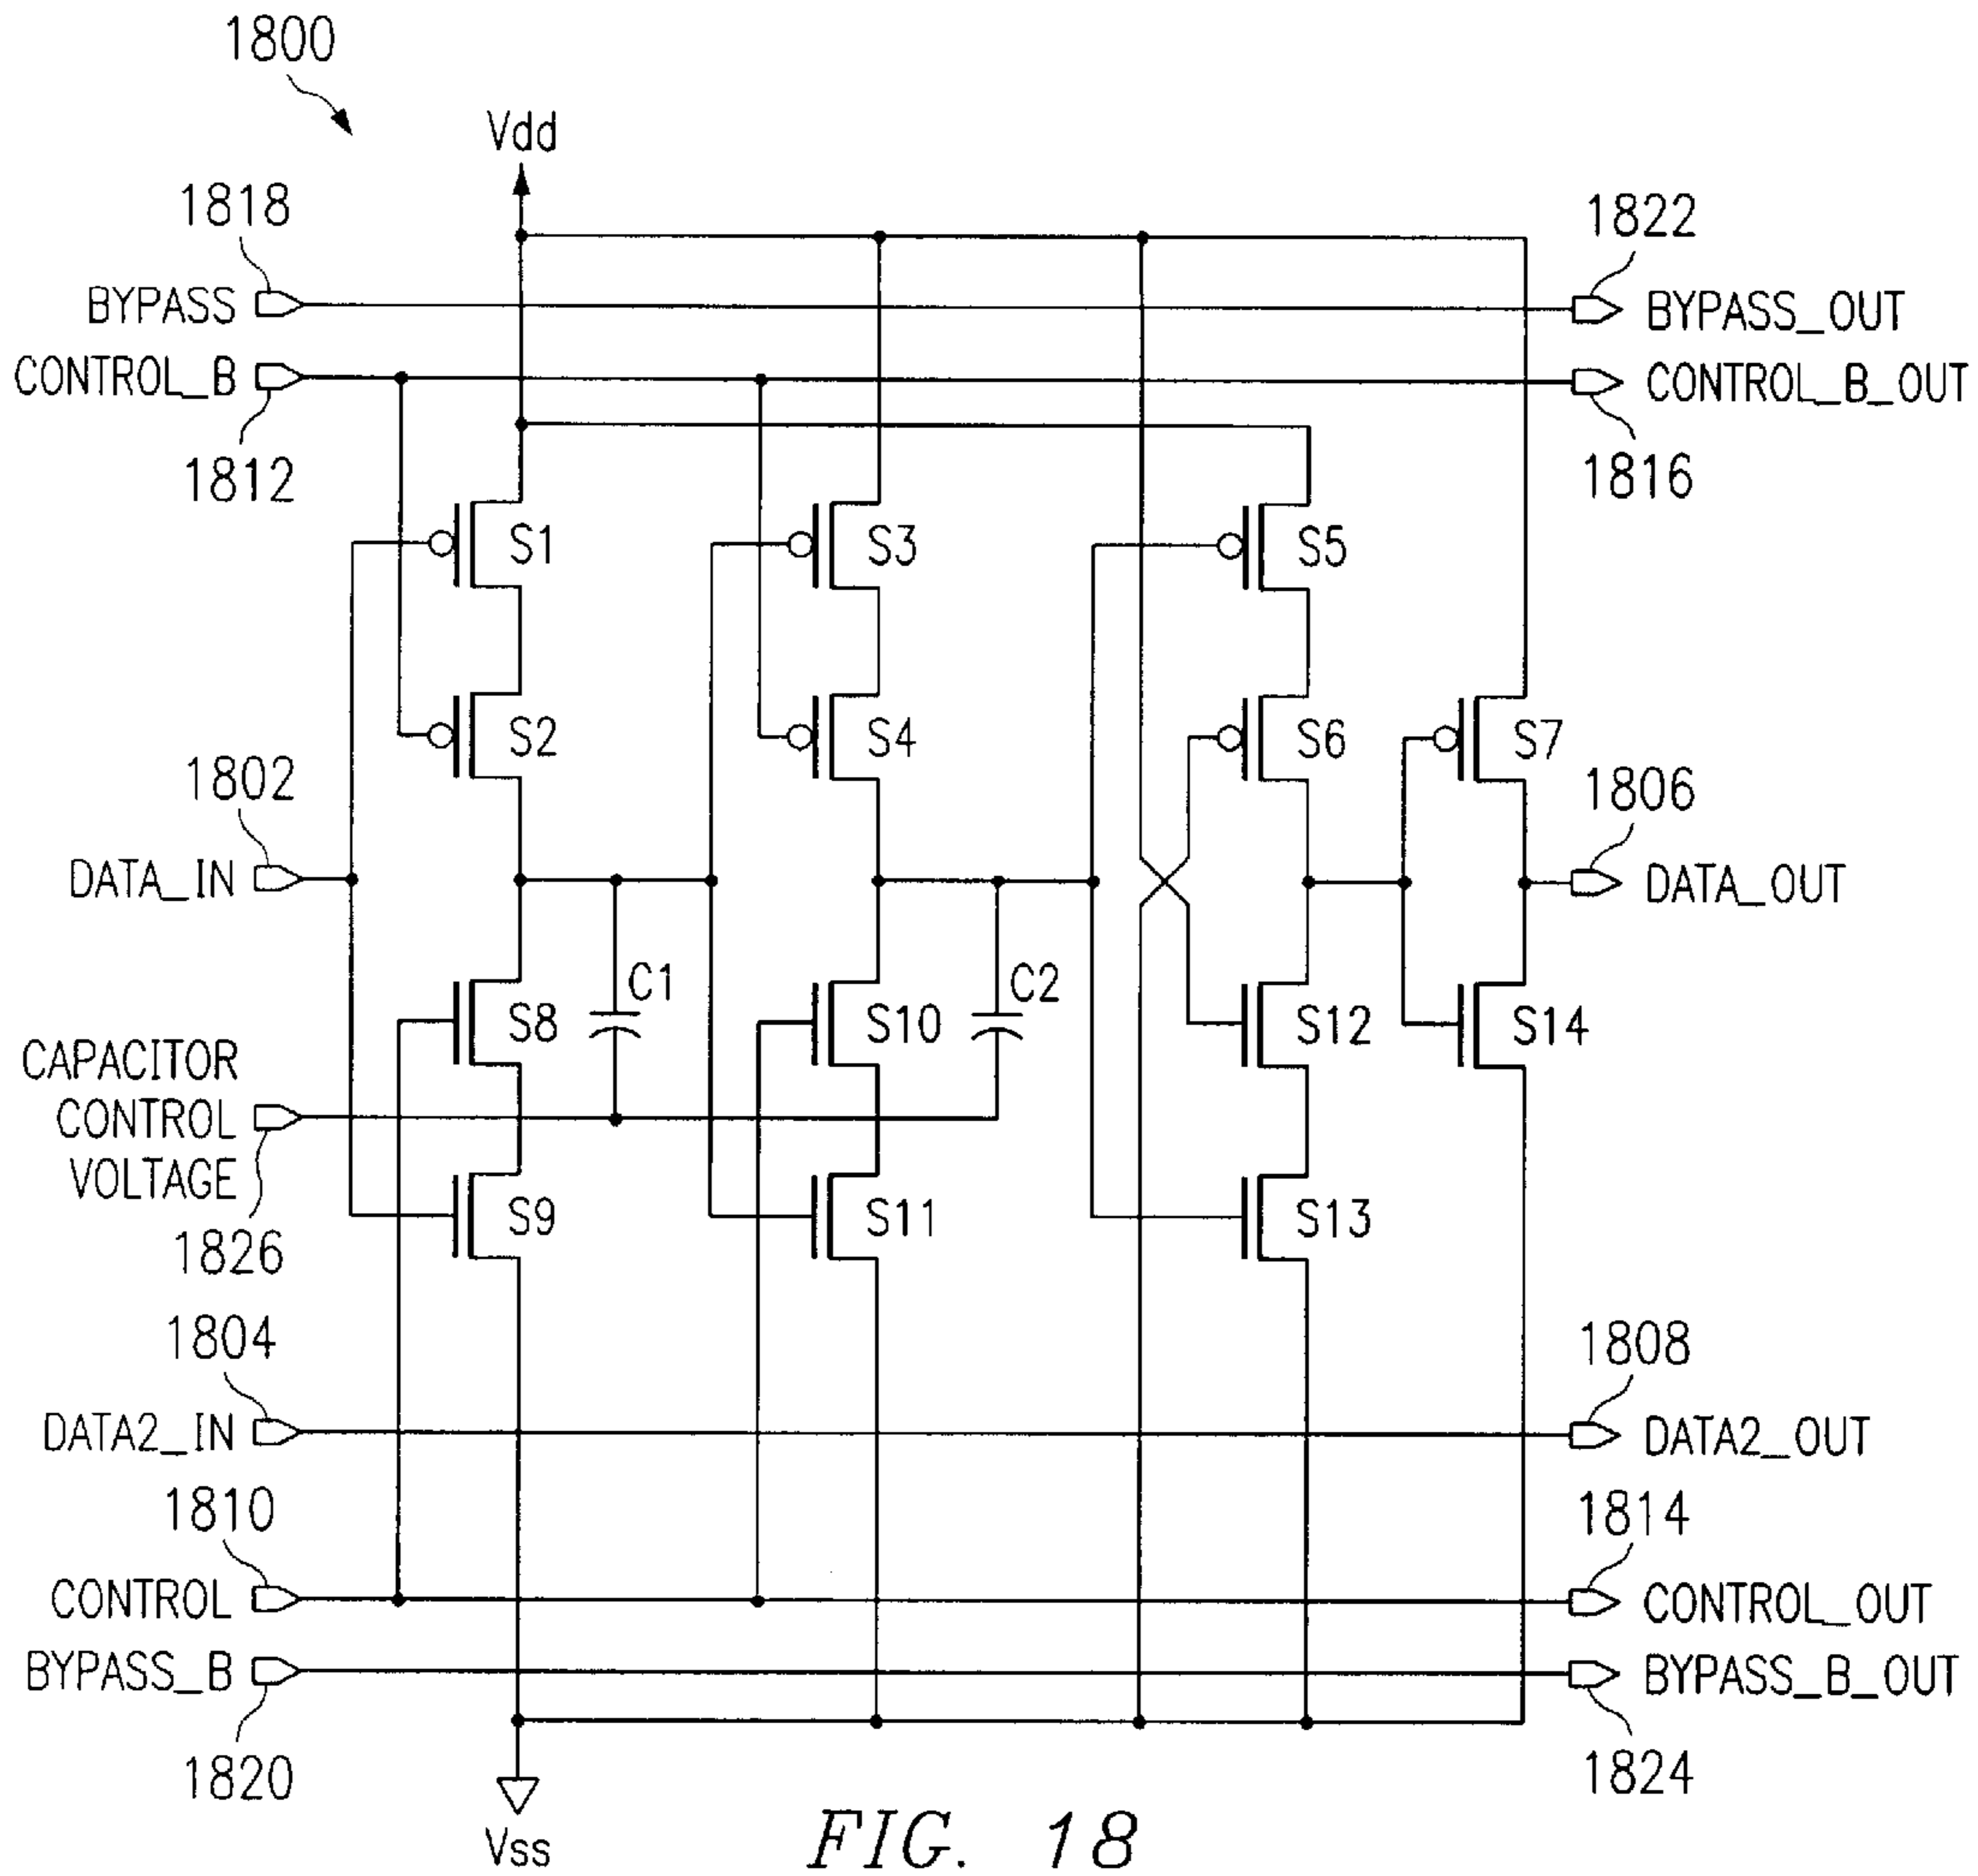 1800
Vdd
1818
1822
BYPASS
BYPASS_OUT
CONTROL_B
CONTROL_B_OUT
1812
1816
S1
S3
S5
S2
S4
S6
S7
1802
1806
DATA_IN
DATA_OUT
C1
C2
S8
S10
S12
S14
CAPACITOR
CONTROL
VOLTAGE
1826
S9
S11
S13
1804
1808
DATA2_IN
DATA2_OUT
1810
1814
CONTROL
CONTROL_OUT
BYPASS_B
BYPASS_B_OUT
1820
1824
Vss
FIG. 18